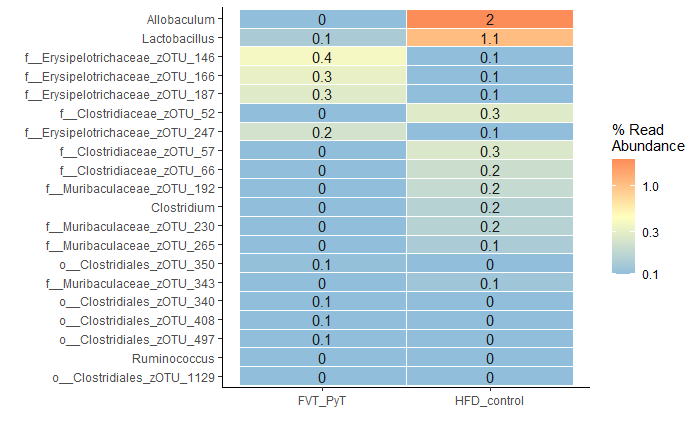 Allobaculum 0 2
Lactobacillus 0.1 1.1
f__Erysipelotrichaceae_zOTU_146 0.4 0.1
f__Erysipelotrichaceae_zOTU_166 0.3 0.1
f__Erysipelotrichaceae_zOTU_187 0.3 0.1
f__Clostridiaceae_zOTU_52 0 0.3
f__Erysipelotrichaceae_zOTU_247 0.2 0.1
f__Clostridiaceae_zOTU_57 0 0.3
f__Clostridiaceae_zOTU_66 0 0.2
f__Muribaculaceae_zOTU_192 0 0.2
Clostridium 0 0.2
f__Muribaculaceae_zOTU_230 0 0.2
f__Muribaculaceae_zOTU_265 0 0.1
o__Clostridiales_zOTU_350 0.1 0
f__Muribaculaceae_zOTU_343 0 0.1
o__Clostridiales_zOTU_340 0.1 0
o__Clostridiales_zOTU_408 0.1 0
o__Clostridiales_zOTU_497 0.1 0
Ruminococcus 0 0
o__Clostridiales_zOTU_1129 0 0
FVT_PyT HFD_control
% Read
Abundance
1.0
0.3
0.1